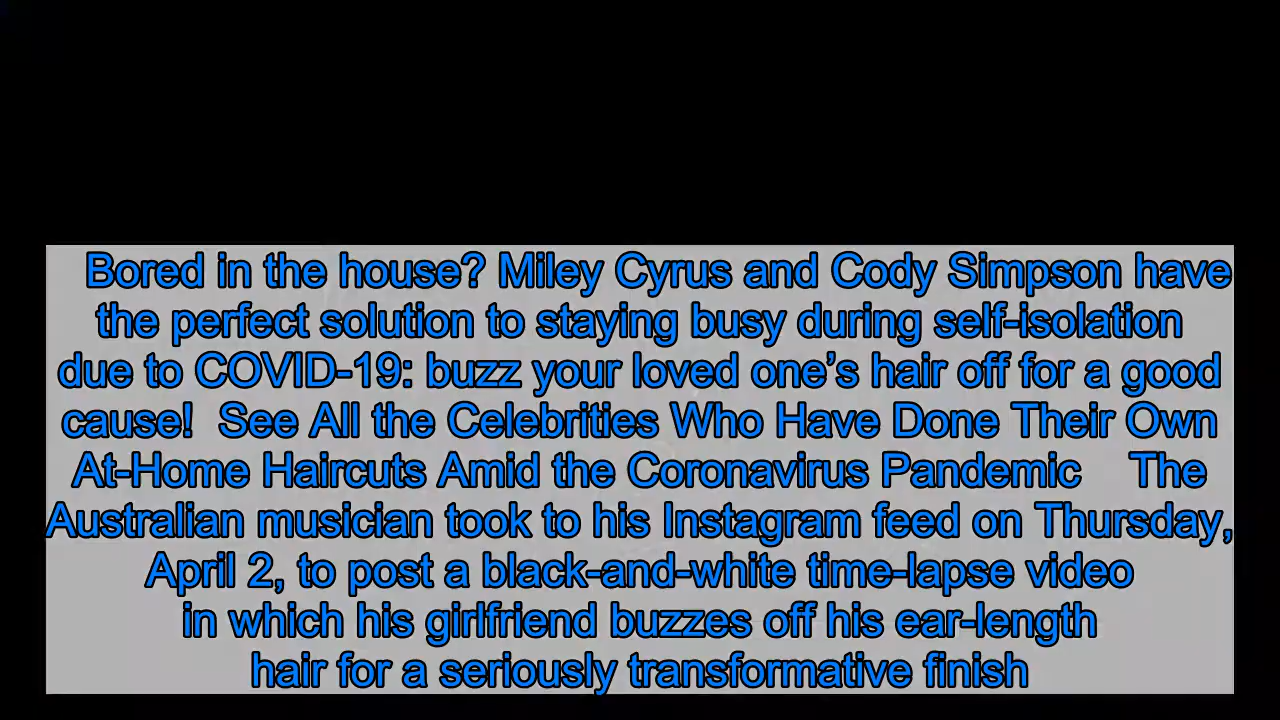 Bored in the house? Miley Cyrus and Cody Simpson have
the perfect solution to staying busy during self-isolation
due to COVID-19: buzz your loved one’s hair off for a good
cause!  See All the Celebrities Who Have Done Their Own
At-Home Haircuts Amid the Coronavirus Pandemic    The
Australian musician took to his Instagram feed on Thursday,
April 2, to post a black-and-white time-lapse video
in which his girlfriend buzzes off his ear-length
hair for a seriously transformative finish